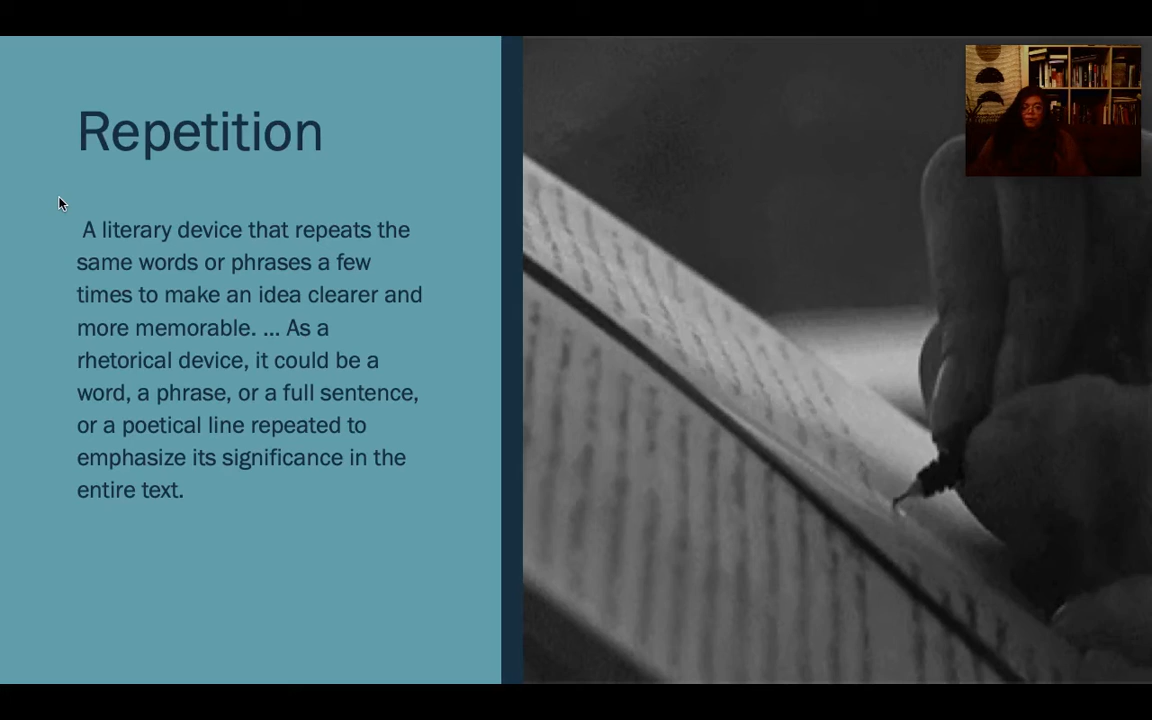 Repetition
A literary device that repeats the
same words or phrases a few
times to make an idea clearer and
more memorable. ... As a
rhetorical device, it could be a
word, a phrase, or a full sentence,
or a poetical line repeated to
emphasize its significance in the
entire text.